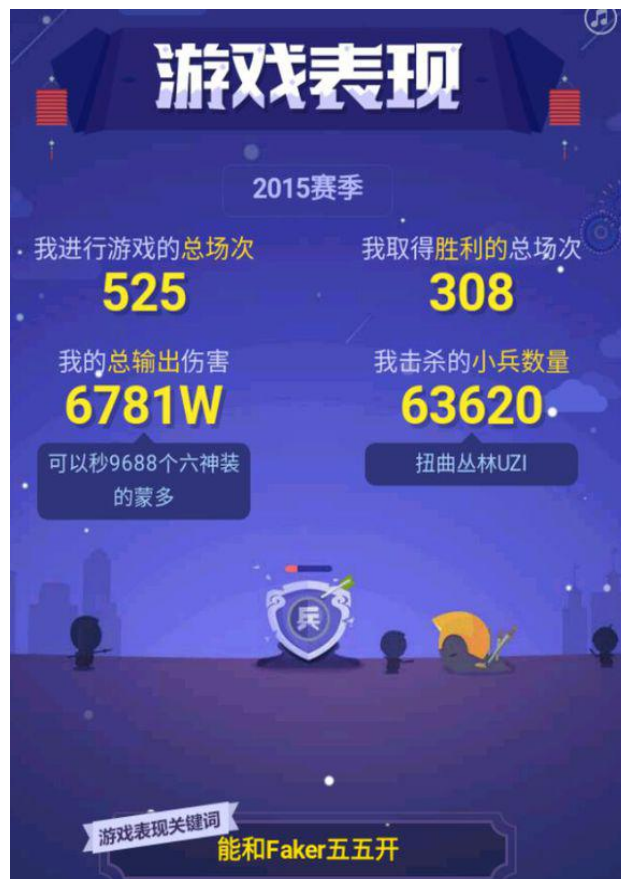 游戏表现
2015赛季
我进行游戏的总场次
525
我取得胜利的总场次
308
我的总输出伤害
6781W
可以秒9688个六神装
的蒙多
我击杀的小兵数量
63620
扭曲丛林UZI
兵
游戏表现关键词
能和Faker五五开